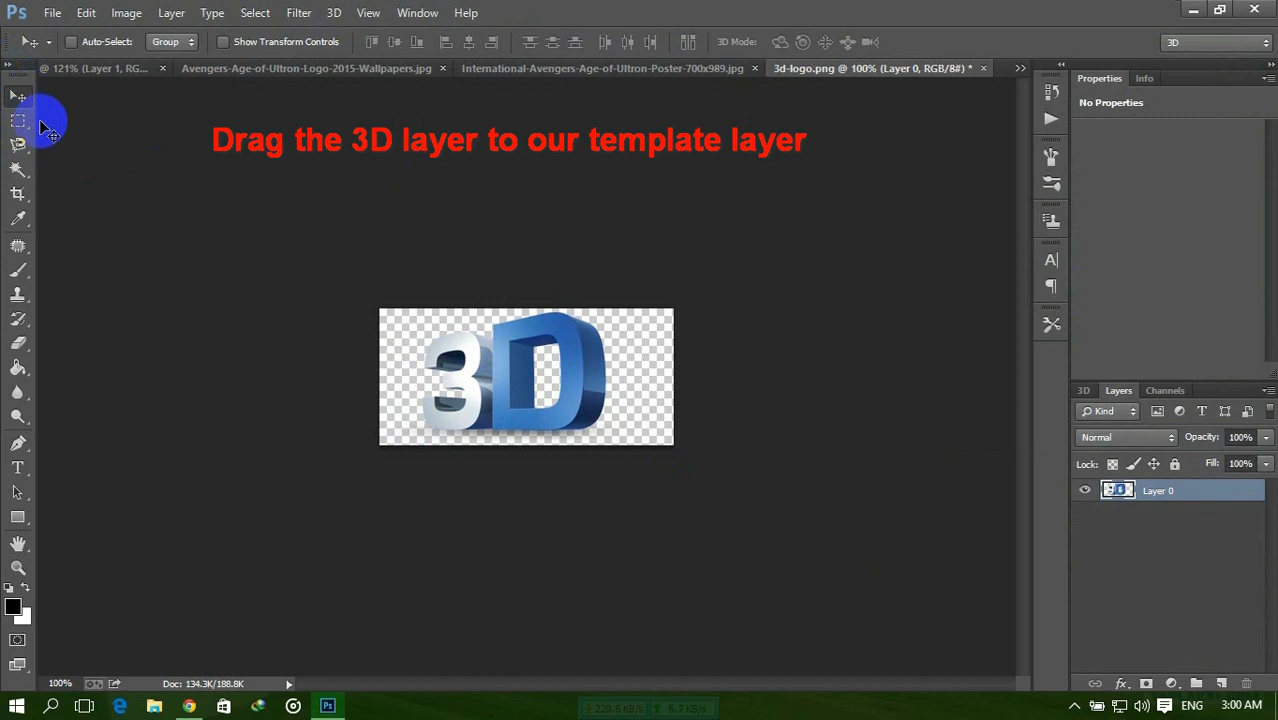 Ps File Edit Image Layer Type Select Filter 3D View Window Help
Auto-Select: Group Show Transform Controls 3D Mode: 3D
@ 121% (Layer 1, RG... × Avengers-Age-of-Ultron-Logo-2015-Wallpapers.jpg × International-Avengers-Age-of-Ultron-Poster-700x989.jpg × 3d-logo.png @ 100% (Layer 0, RGB/8#) * ×
Properties Info
No Properties
Drag the 3D layer to our template layer
3D
3D Layers Channels
Kind
Normal Opacity: 100%
Lock: Fill: 100%
Layer 0
100% Doc: 134.3K/188.8K
ENG 3:00 AM